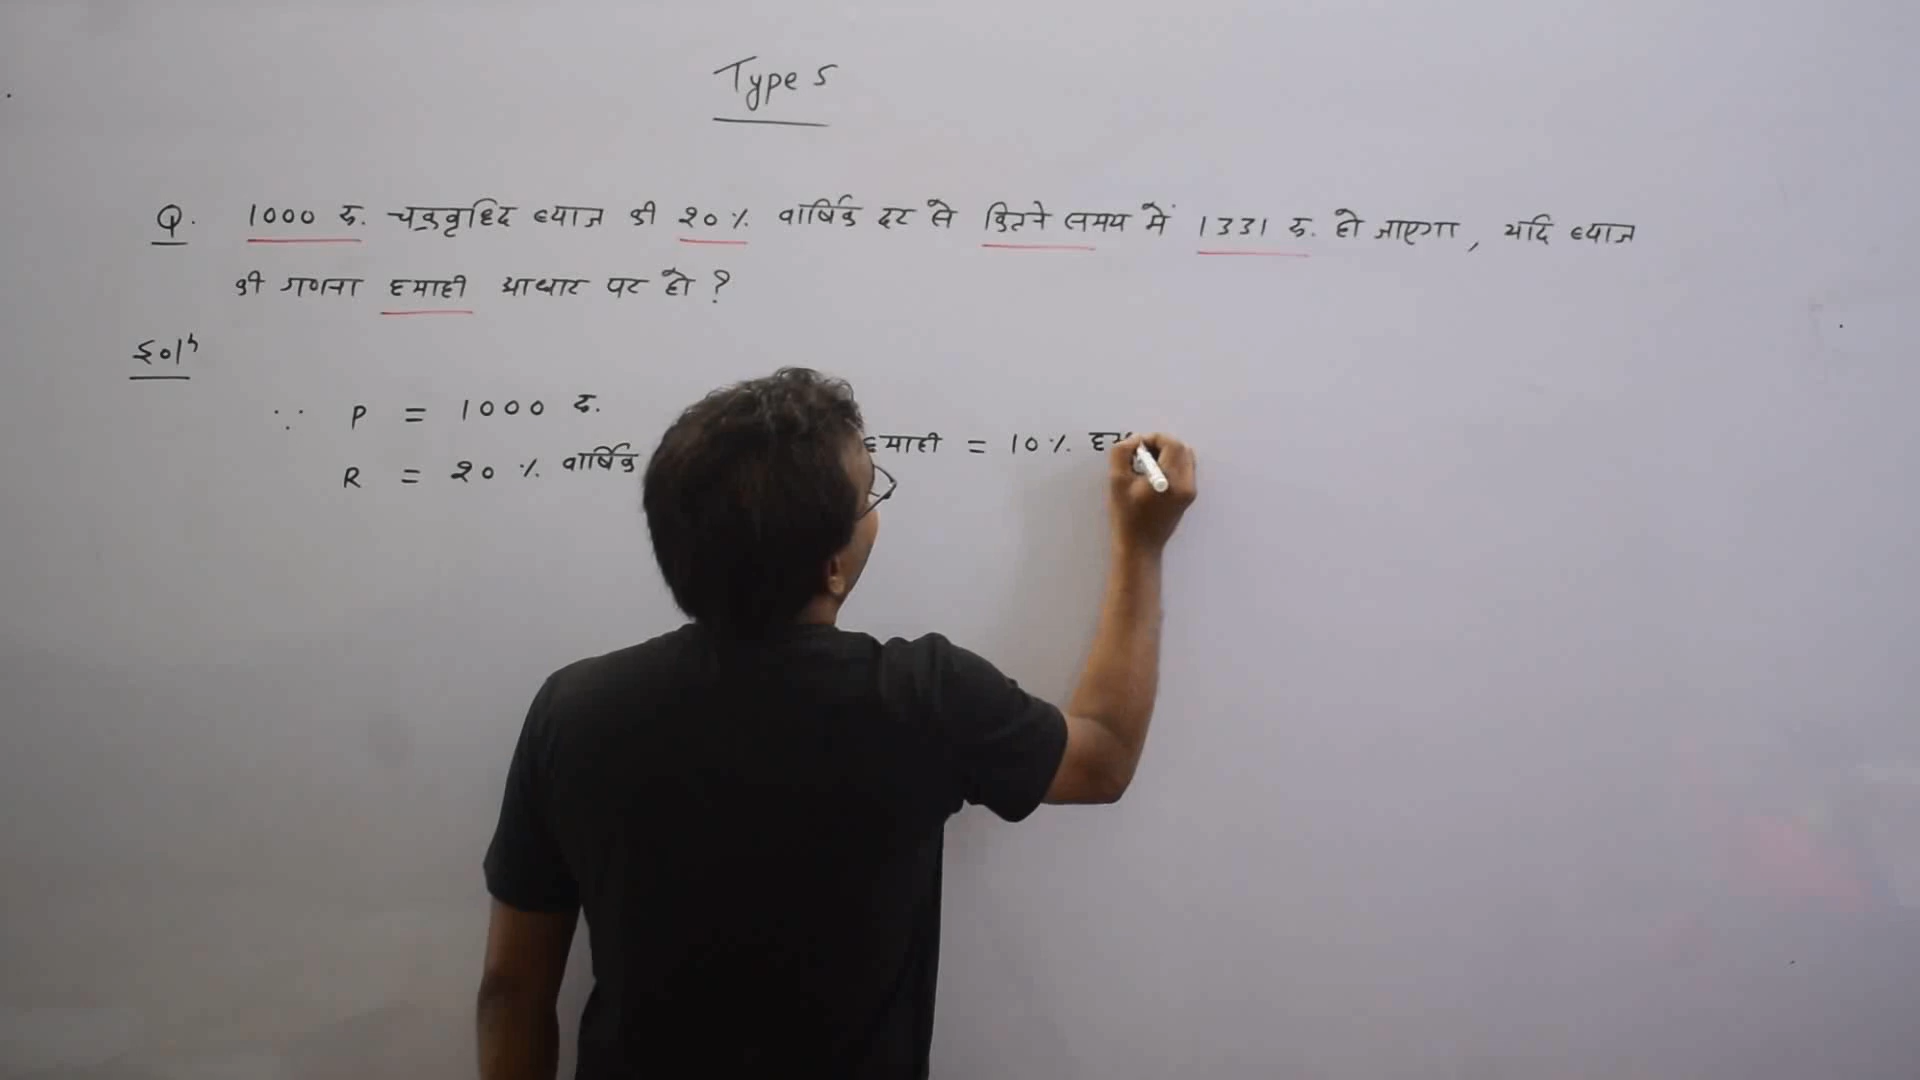 Type 5
Q. 1000 रु. चक्रवृद्धि ब्याज की 20% वार्षिक दर से कितने समय में 1331 रु. हो जाएगा, यदि ब्याज
की गणना छमाही आधार पर हो ?
Solⁿ
∵ P = 1000 रु.
R = 20 % वार्षिक छमाही = 10%